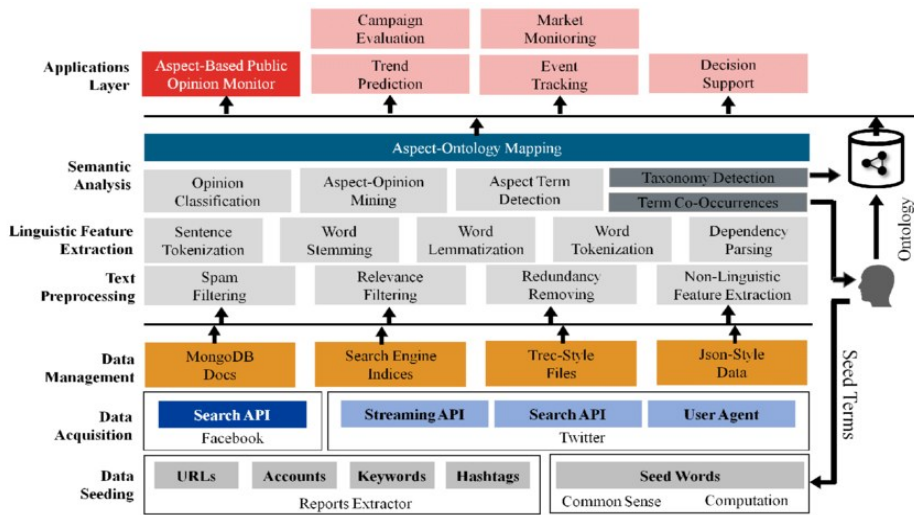 Campaign
Evaluation
Market
Monitoring
Applications
Layer
Aspect-Based Public
Opinion Monitor
Trend
Prediction
Event
Tracking
Decision
Support
Aspect-Ontology Mapping
Semantic
Analysis
Opinion
Classification
Aspect-Opinion
Mining
Aspect Term
Detection
Taxonomy Detection
Term Co-Occurrences
Ontology
Linguistic Feature
Extraction
Sentence
Tokenization
Word
Stemming
Word
Lemmatization
Word
Tokenization
Dependency
Parsing
Text
Preprocessing
Spam
Filtering
Relevance
Filtering
Redundancy
Removing
Non-Linguistic
Feature Extraction
Data
Management
MongoDB
Docs
Search Engine
Indices
Trec-Style
Files
Json-Style
Data
Seed Terms
Data
Acquisition
Search API
Facebook
Streaming API
Search API
User Agent
Twitter
Data
Seeding
URLs
Accounts
Keywords
Hashtags
Reports Extractor
Seed Words
Common Sense
Computation